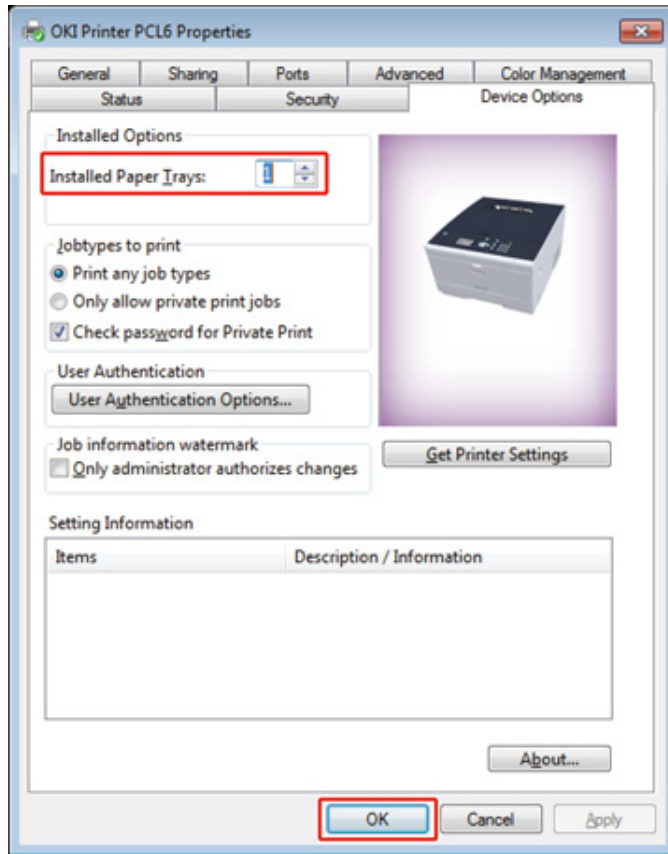 OKI Printer PCL6 Properties
General Sharing Ports Advanced Color Management
Status Security Device Options
Installed Options
Installed Paper Trays: 1
Jobtypes to print
Print any job types
Only allow private print jobs
Check password for Private Print
User Authentication
User Authentication Options...
Job information watermark
Only administrator authorizes changes
Get Printer Settings
Setting Information
Items Description / Information
About...
OK Cancel Apply